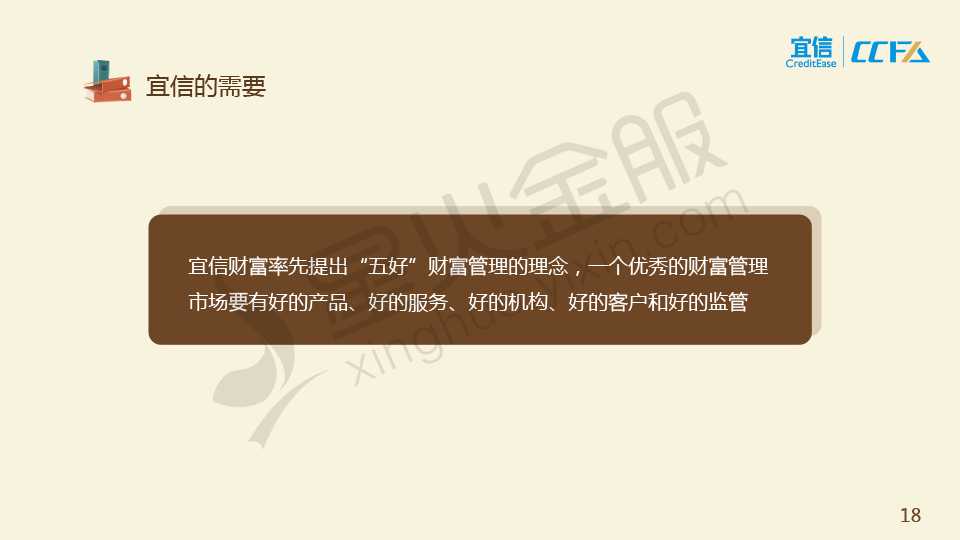 宜信
CreditEase
CCFA
宜信的需要
宜信财富率先提出“五好”财富管理的理念，一个优秀的财富管理
市场要有好的产品、好的服务、好的机构、好的客户和好的监管
星火金服
xinghuo.yixin.com
18